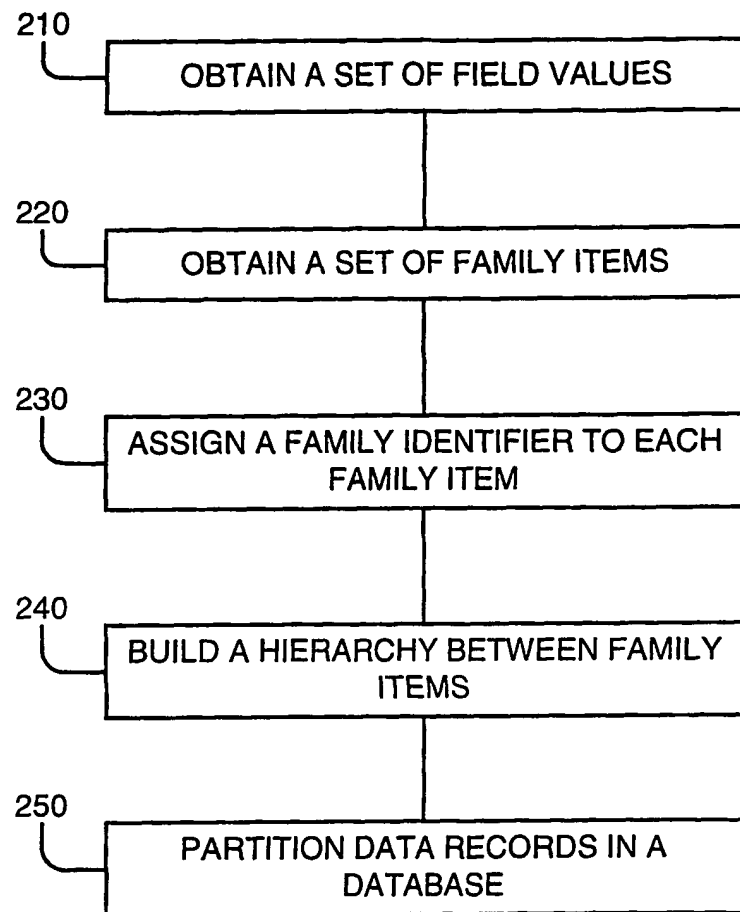 210
OBTAIN A SET OF FIELD VALUES
220
OBTAIN A SET OF FAMILY ITEMS
230
ASSIGN A FAMILY IDENTIFIER TO EACH
FAMILY ITEM
240
BUILD A HIERARCHY BETWEEN FAMILY
ITEMS
250
PARTITION DATA RECORDS IN A
DATABASE